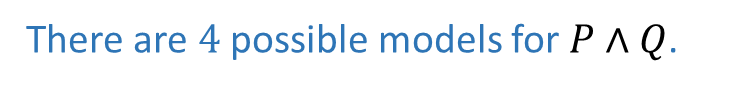 There are 4 possible models for P ∧ Q.